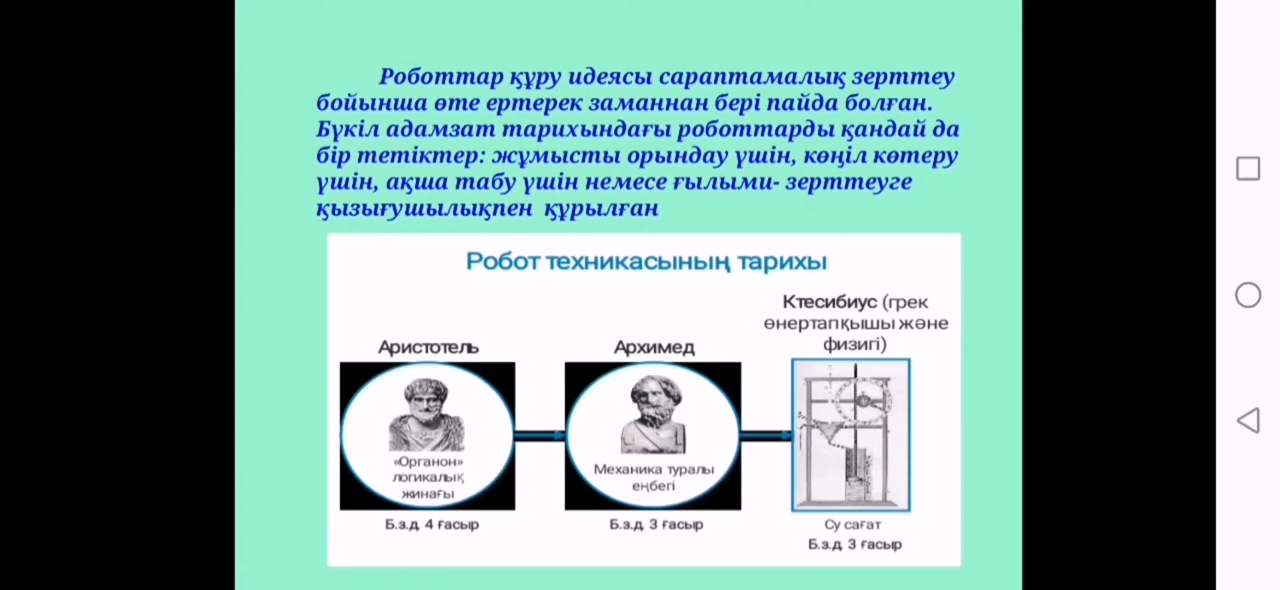 Роботтар құру идеясы сараптамалық зерттеу
бойынша өте ертерек заманнан бері пайда болған.
Бүкіл адамзат тарихындағы роботтарды қандай да
бір тетіктер: жұмысты орындау үшін, көңіл көтеру
үшін, ақша табу үшін немесе ғылыми- зерттеуге
қызығушылықпен құрылған
Робот техникасының тарихы
Аристотель
«Органон»
логикалық
жинағы
Б.з.д. 4 ғасыр
Архимед
Механика туралы
еңбегі
Б.з.д. 3 ғасыр
Ктесибиус (грек
өнертапқышы және
физигі)
Су сағат
Б.з.д. 3 ғасыр